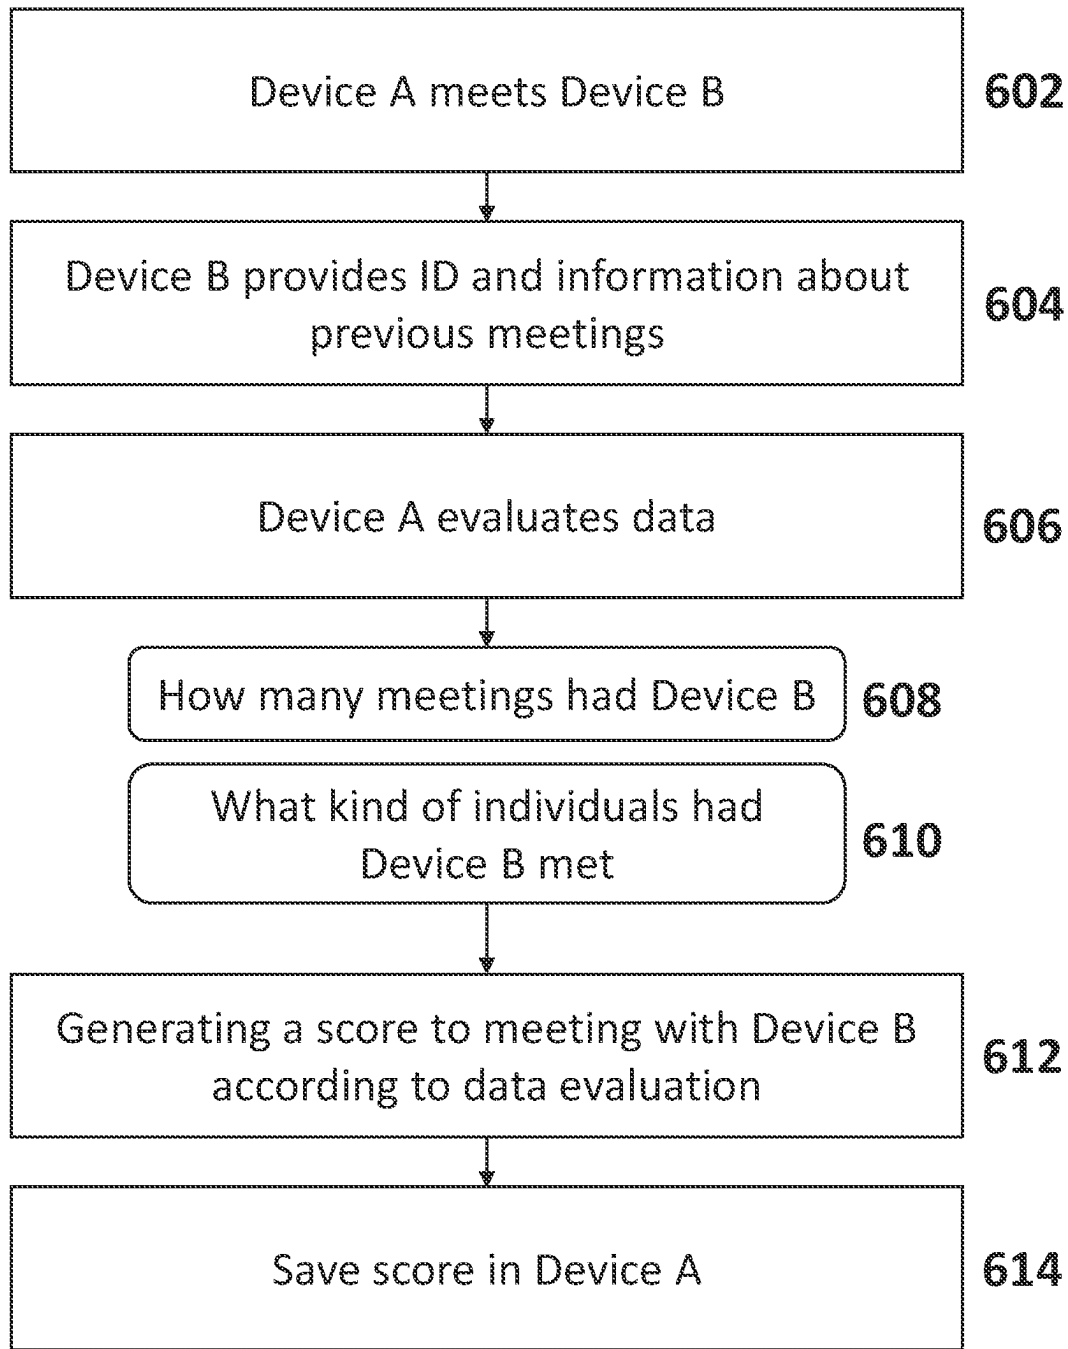 Device A meets Device B
602
Device B provides ID and information about
previous meetings
604
Device A evaluates data
606
How many meetings had Device B
608
What kind of individuals had
Device B met
610
Generating a score to meeting with Device B
according to data evaluation
612
Save score in Device A
614